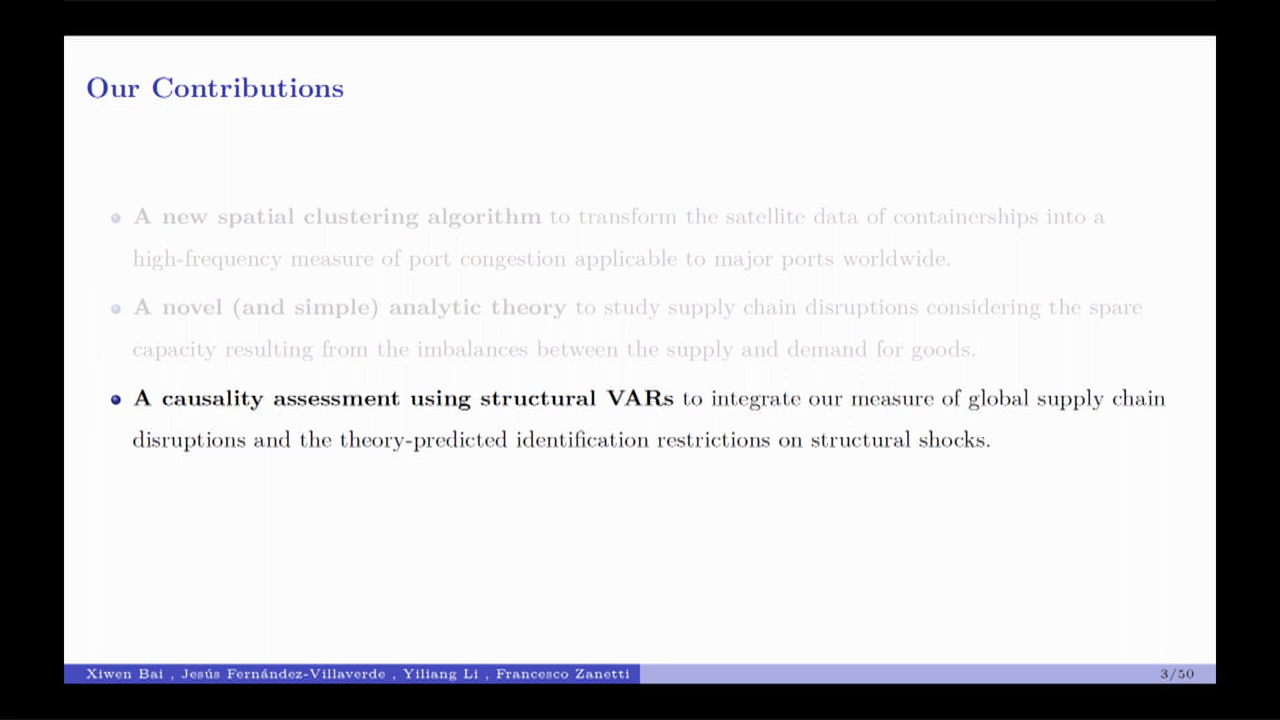 Our Contributions
A new spatial clustering algorithm to transform the satellite data of containerships into a
high-frequency measure of port congestion applicable to major ports worldwide.
A novel (and simple) analytic theory to study supply chain disruptions considering the spare
capacity resulting from the imbalances between the supply and demand for goods.
A causality assessment using structural VARs to integrate our measure of global supply chain
disruptions and the theory-predicted identification restrictions on structural shocks.
Xiwen Bai , Jesús Fernández-Villaverde , Yiliang Li , Francesco Zanetti
3/50